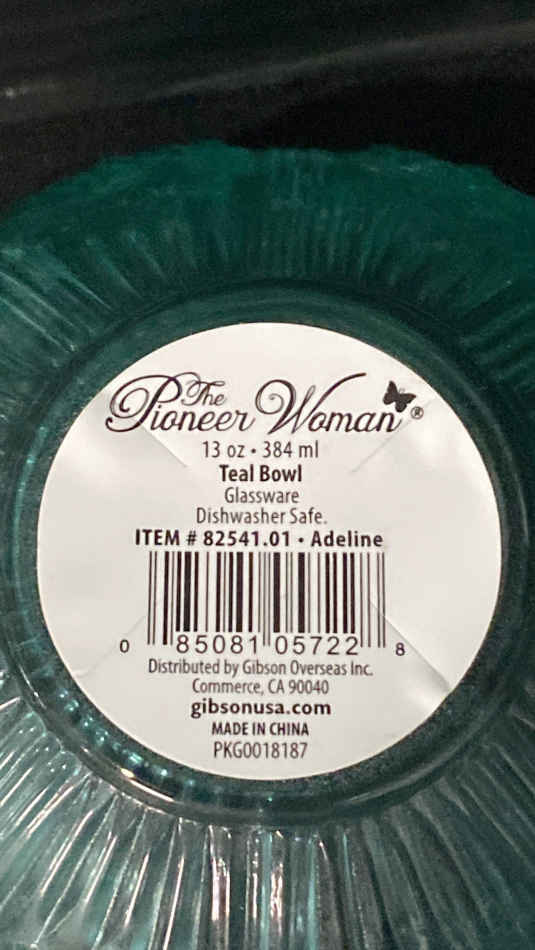 The
Pioneer Woman®
13 oz • 384 ml
Teal Bowl
Glassware
Dishwasher Safe.
ITEM # 82541.01 • Adeline
0 85081 05722 8
Distributed by Gibson Overseas Inc.
Commerce, CA 90040
gibsonusa.com
MADE IN CHINA
PKG0018187